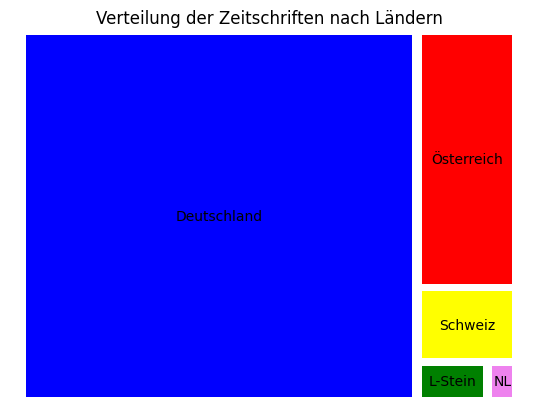 Verteilung der Zeitschriften nach Ländern
Deutschland
Österreich
Schweiz
L-Stein
NL